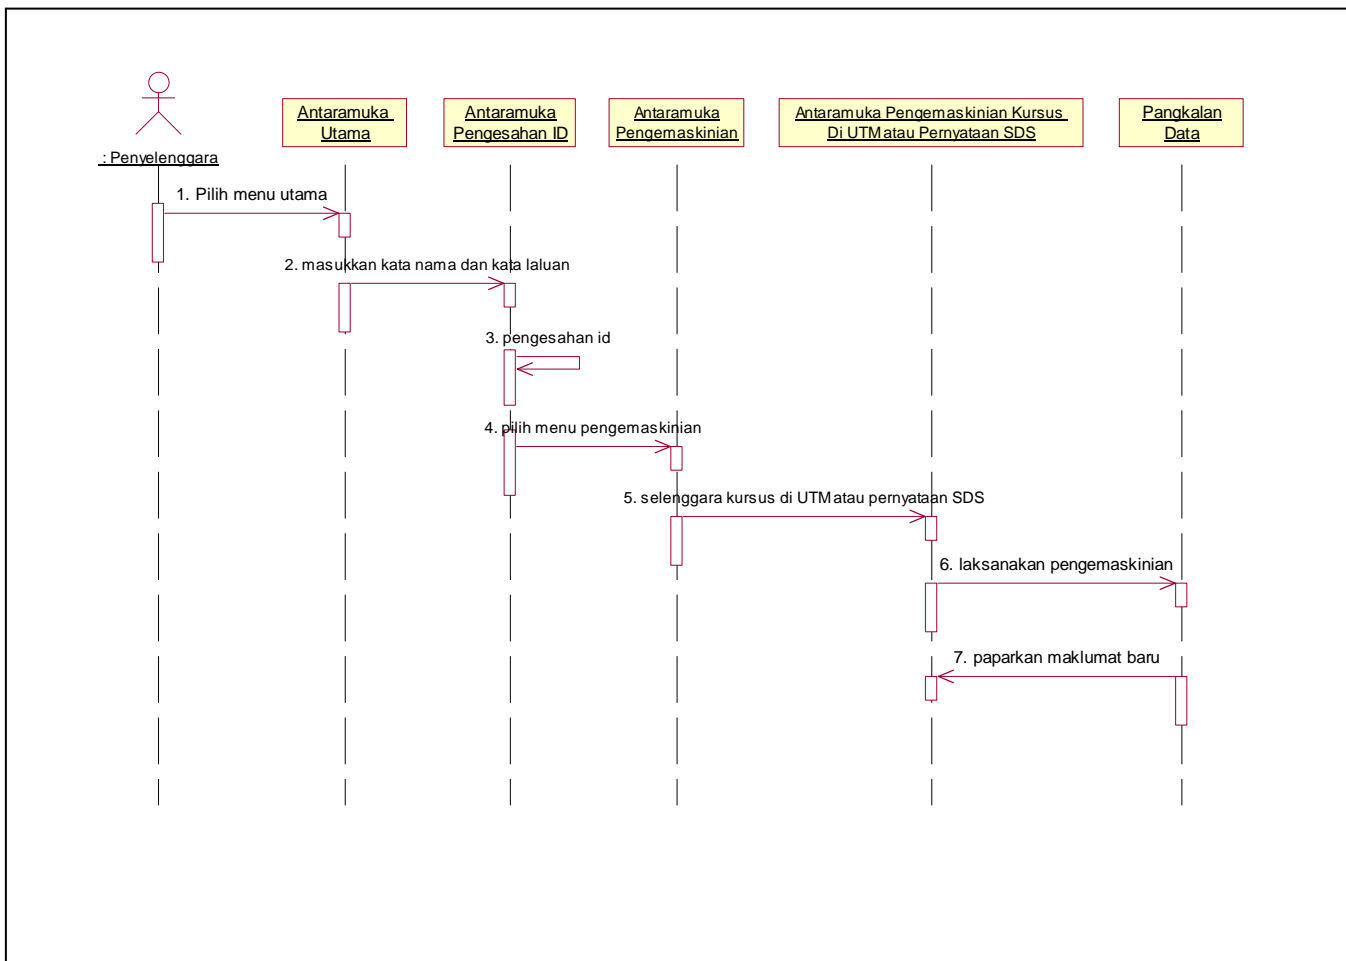 Antaramuka
Utama
Antaramuka
Pengesahan ID
Antaramuka
Pengemaskinian
Antaramuka Pengemaskinian Kursus
Di UTM atau Pernyataan SDS
Pangkalan
Data
: Penyelenggara
1. Pilih menu utama
2. masukkan kata nama dan kata laluan
3. pengesahan id
4. pilih menu pengemaskinian
5. selenggara kursus di UTM atau pernyataan SDS
6. laksanakan pengemaskinian
7. paparkan maklumat baru